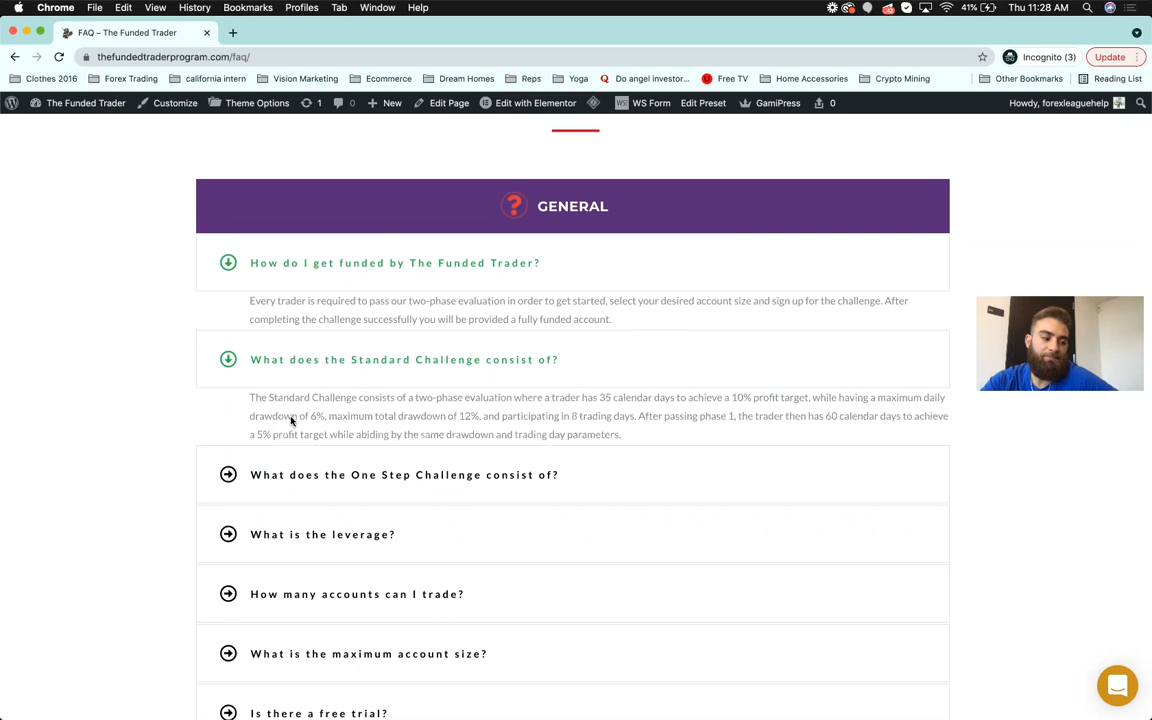 Chrome File Edit View History Bookmarks Profiles Tab Window Help 41% Thu 11:28 AM
FAQ – The Funded Trader
thefundedtraderprogram.com/faq/ Incognito (3) Update
Clothes 2016 Forex Trading california intern Vision Marketing Ecommerce Dream Homes Reps Yoga Do angel investor... Free TV Home Accessories Crypto Mining Other Bookmarks Reading List
The Funded Trader Customize Theme Options 1 0 New Edit Page Edit with Elementor WS Form Edit Preset GamiPress 0 Howdy, forexleaguehelp
GENERAL
How do I get funded by The Funded Trader?
Every trader is required to pass our two-phase evaluation in order to get started, select your desired account size and sign up for the challenge. After
completing the challenge successfully you will be provided a fully funded account.
What does the Standard Challenge consist of?
The Standard Challenge consists of a two-phase evaluation where a trader has 35 calendar days to achieve a 10% profit target, while having a maximum daily
drawdown of 6%, maximum total drawdown of 12%, and participating in 8 trading days. After passing phase 1, the trader then has 60 calendar days to achieve
a 5% profit target while abiding by the same drawdown and trading day parameters.
What does the One Step Challenge consist of?
What is the leverage?
How many accounts can I trade?
What is the maximum account size?
Is there a free trial?